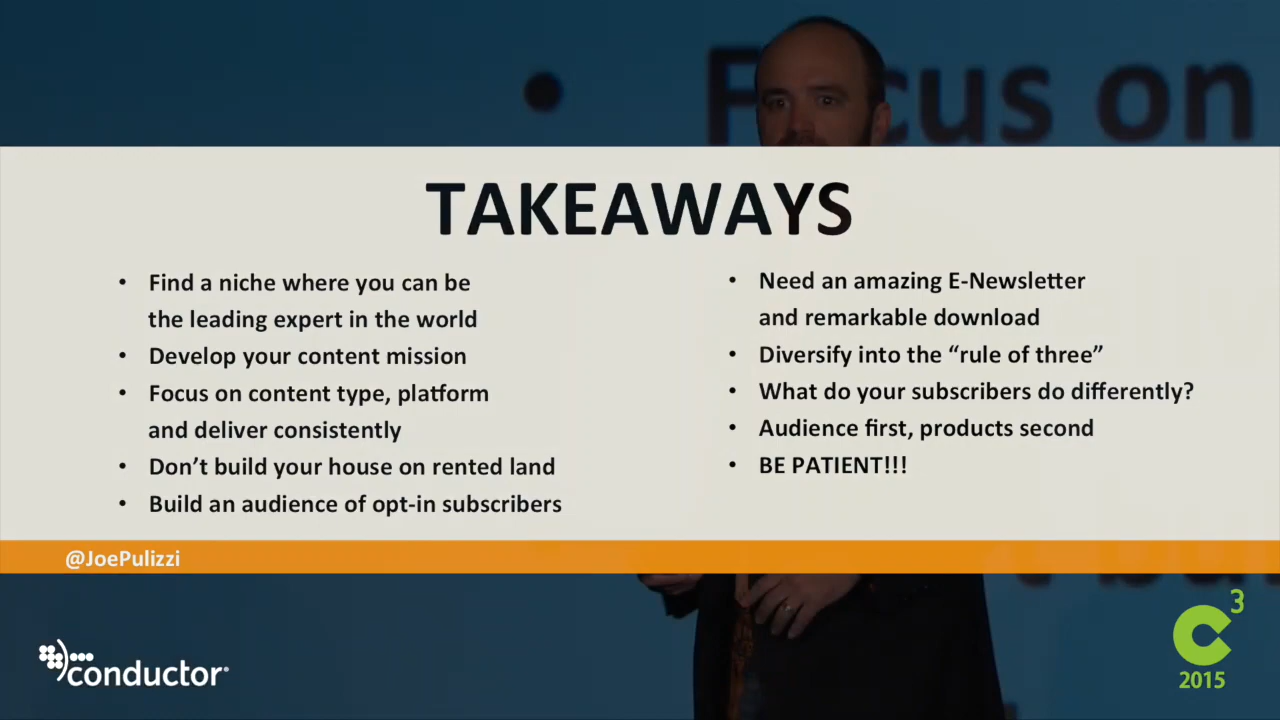 Focus on
TAKEAWAYS
• Find a niche where you can be
the leading expert in the world
• Develop your content mission
• Focus on content type, platform
and deliver consistently
• Don’t build your house on rented land
• Build an audience of opt-in subscribers
• Need an amazing E-Newsletter
and remarkable download
• Diversify into the “rule of three”
• What do your subscribers do differently?
• Audience first, products second
• BE PATIENT!!!
@JoePulizzi
conductor
C3
2015